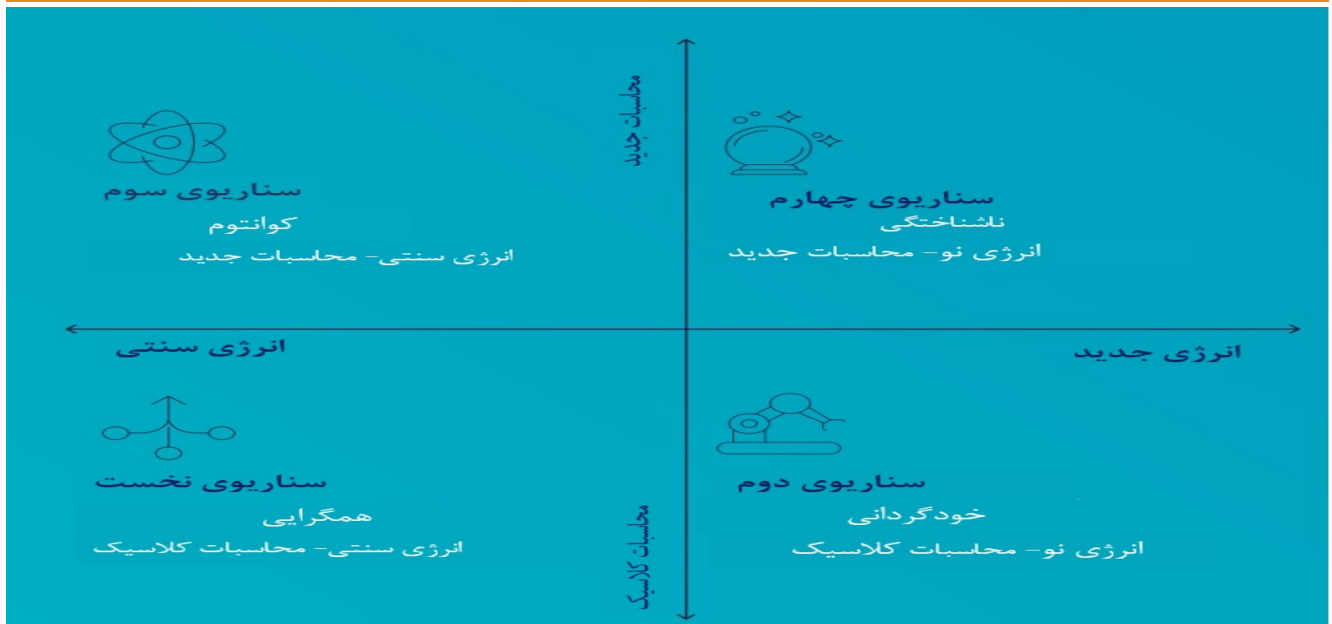 محاسبات جدید
سناریوی چهارم
ناشناختگی
انرژی نو- محاسبات جدید
سناریوی سوم
کوانتوم
انرژی سنتی- محاسبات جدید
انرژی جدید
انرژی سنتی
سناریوی دوم
خودگردانی
انرژی نو- محاسبات کلاسیک
سناریوی نخست
همگرایی
انرژی سنتی- محاسبات کلاسیک
محاسبات کلاسیک